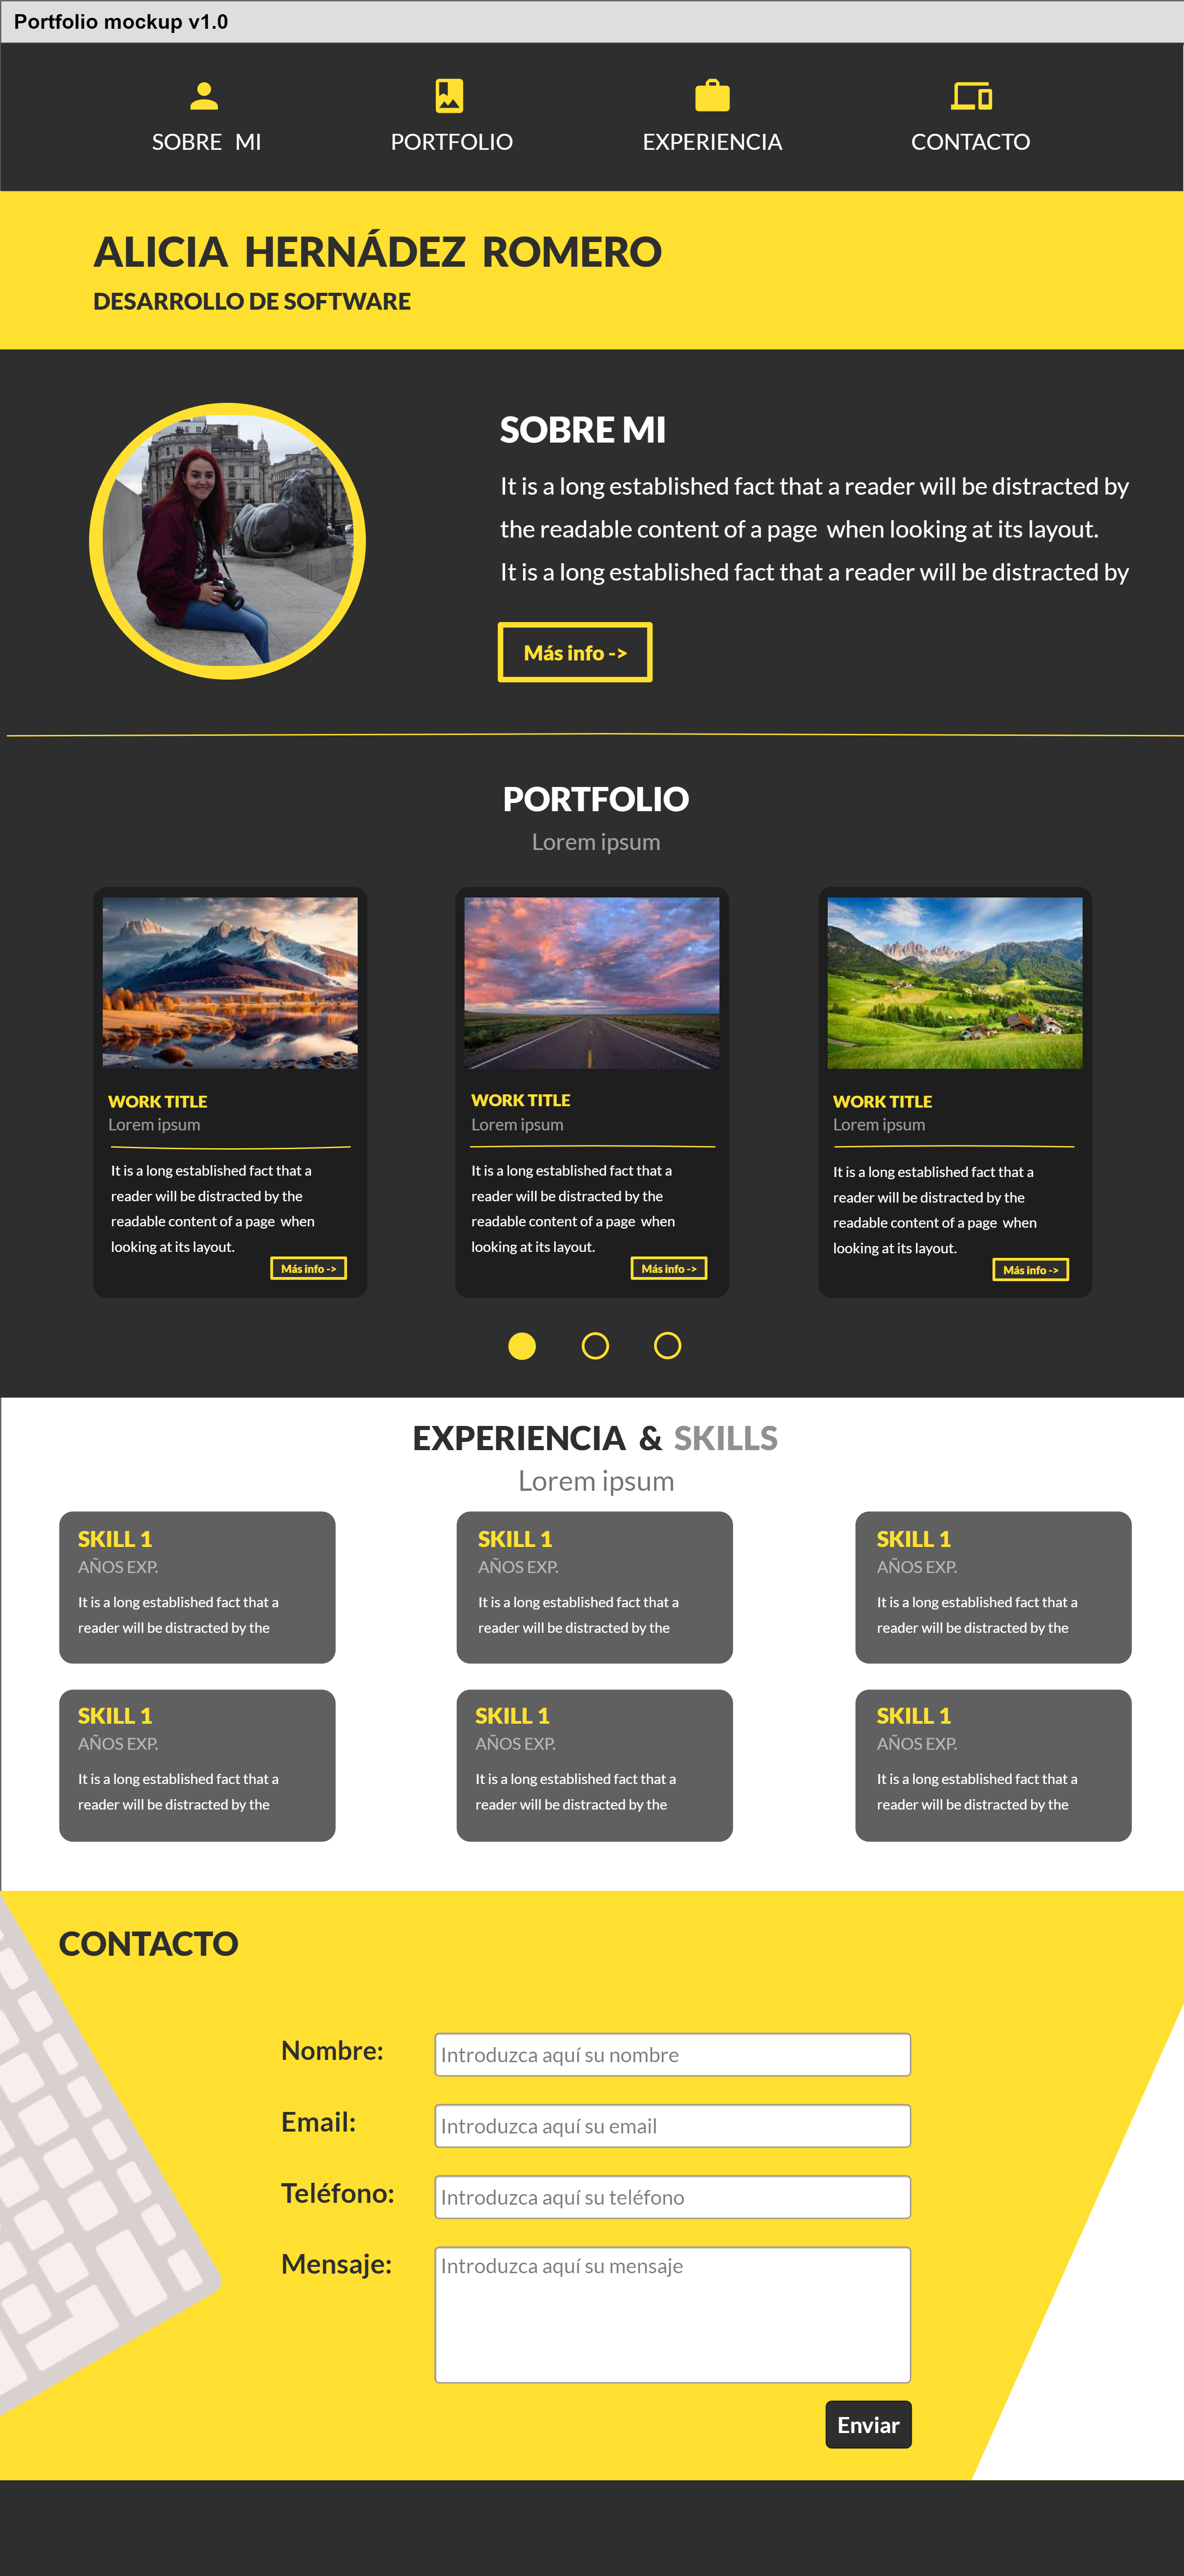 Portfolio mockup v1.0
SOBRE MI
PORTFOLIO
EXPERIENCIA
CONTACTO
ALICIA HERNÁDEZ ROMERO
DESARROLLO DE SOFTWARE
SOBRE MI
It is a long established fact that a reader will be distracted by
the readable content of a page when looking at its layout.
It is a long established fact that a reader will be distracted by
Más info ->
PORTFOLIO
Lorem ipsum
WORK TITLE
Lorem ipsum
It is a long established fact that a
reader will be distracted by the
readable content of a page when
looking at its layout.
Más info ->
WORK TITLE
Lorem ipsum
It is a long established fact that a
reader will be distracted by the
readable content of a page when
looking at its layout.
Más info ->
WORK TITLE
Lorem ipsum
It is a long established fact that a
reader will be distracted by the
readable content of a page when
looking at its layout.
Más info ->
EXPERIENCIA & SKILLS
Lorem ipsum
SKILL 1
AÑOS EXP.
It is a long established fact that a
reader will be distracted by the
SKILL 1
AÑOS EXP.
It is a long established fact that a
reader will be distracted by the
SKILL 1
AÑOS EXP.
It is a long established fact that a
reader will be distracted by the
SKILL 1
AÑOS EXP.
It is a long established fact that a
reader will be distracted by the
SKILL 1
AÑOS EXP.
It is a long established fact that a
reader will be distracted by the
SKILL 1
AÑOS EXP.
It is a long established fact that a
reader will be distracted by the
CONTACTO
Nombre:
Introduzca aquí su nombre
Email:
Introduzca aquí su email
Teléfono:
Introduzca aquí su teléfono
Mensaje:
Introduzca aquí su mensaje
Enviar